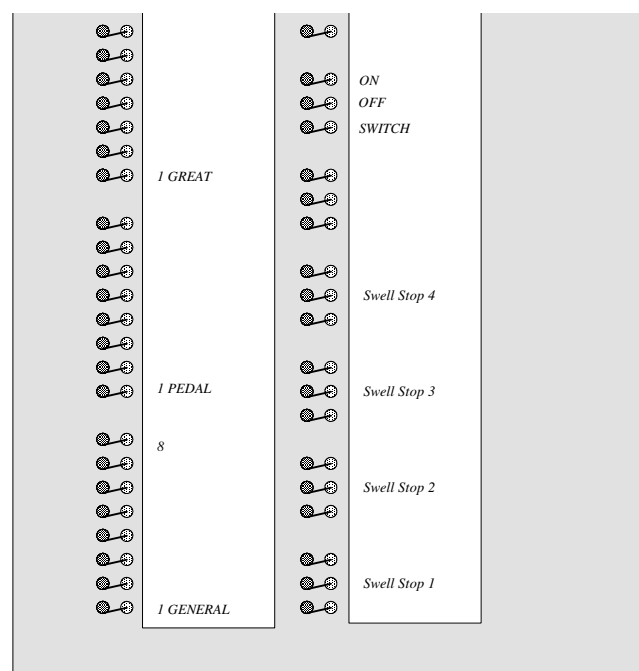 1 GREAT
1 PEDAL
8
1 GENERAL
ON
OFF
SWITCH
Swell Stop 4
Swell Stop 3
Swell Stop 2
Swell Stop 1